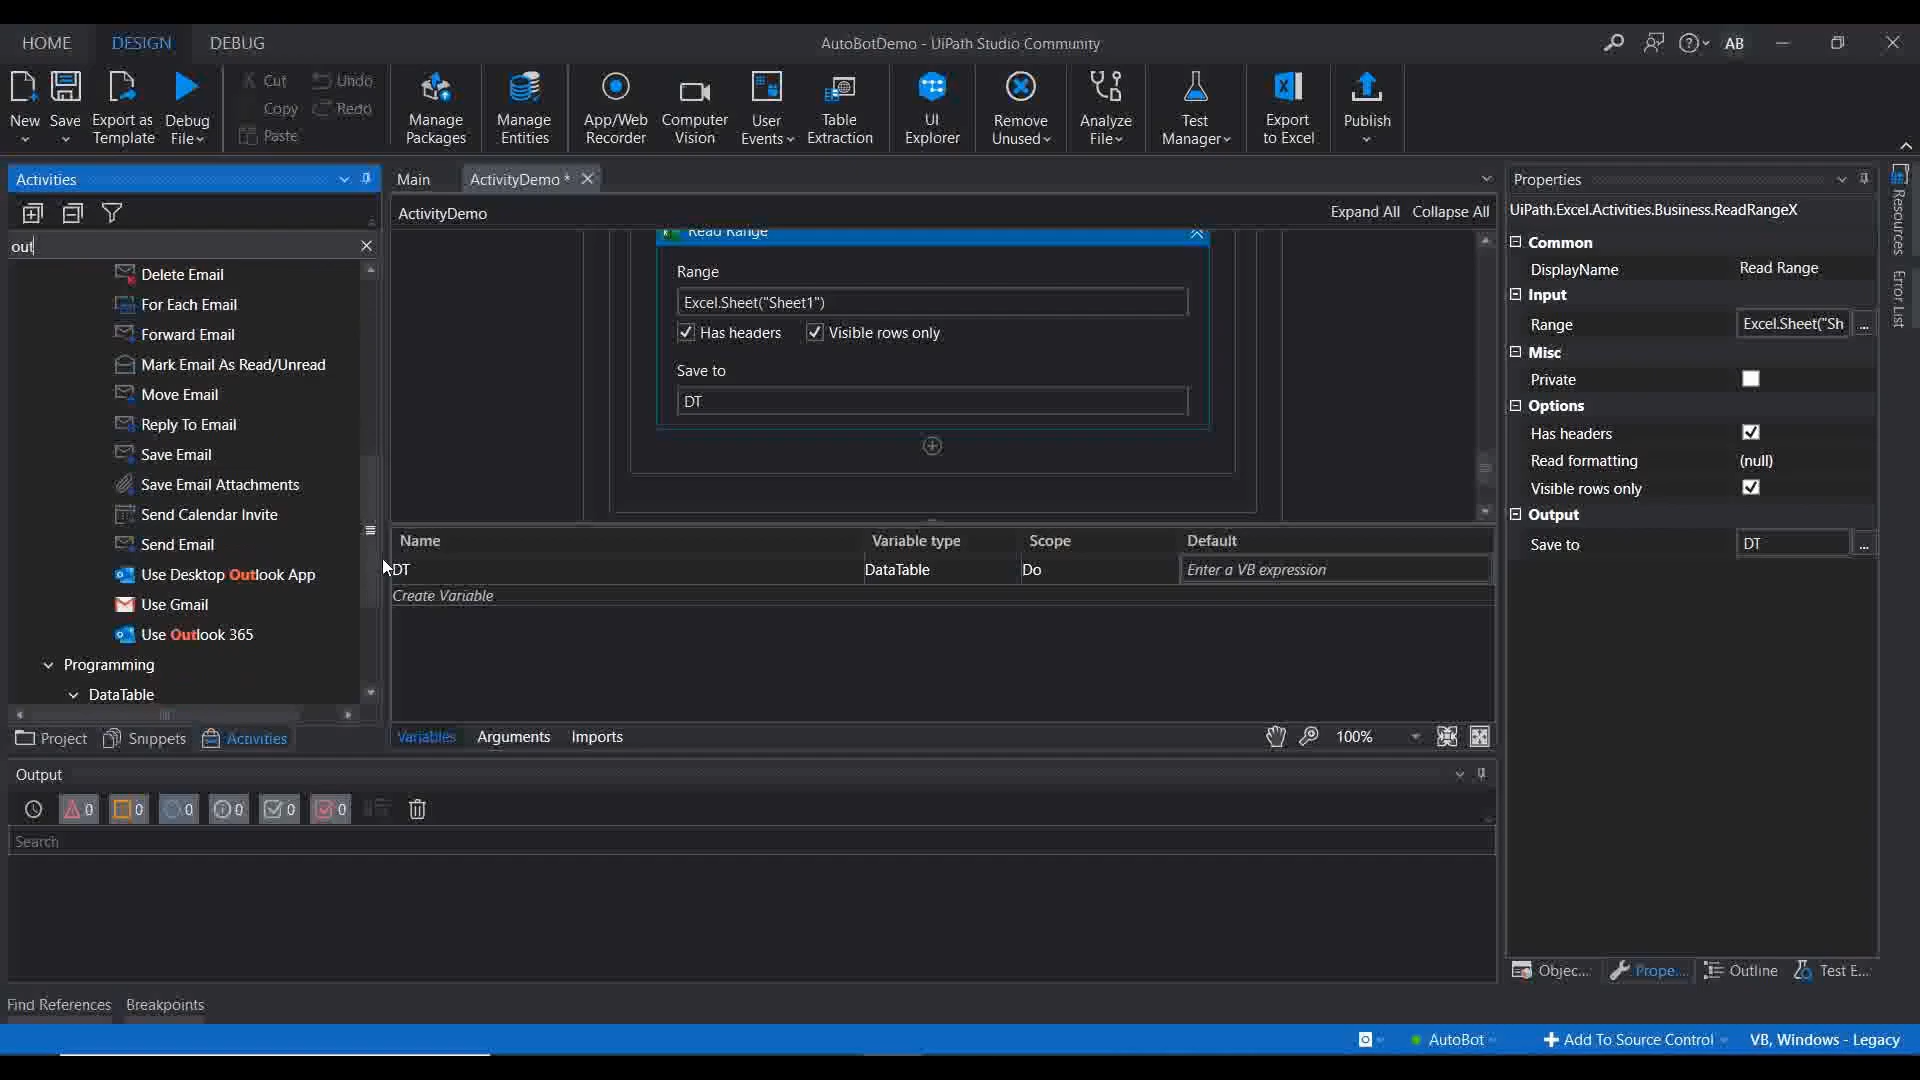 HOME DESIGN DEBUG
AutoBotDemo - UiPath Studio Community
AB
New
Save
Export as Template
Debug File
Cut
Copy
Paste
Undo
Redo
Manage Packages
Manage Entities
App/Web Recorder
Computer Vision
User Events
Table Extraction
UI Explorer
Remove Unused
Analyze File
Test Manager
Export to Excel
Publish
Activities
out
Delete Email
For Each Email
Forward Email
Mark Email As Read/Unread
Move Email
Reply To Email
Save Email
Save Email Attachments
Send Calendar Invite
Send Email
Use Desktop Outlook App
Use Gmail
Use Outlook 365
Programming
DataTable
Project Snippets Activities
Main ActivityDemo *
ActivityDemo Expand All Collapse All
Read Range
Range
Excel.Sheet("Sheet1")
Has headers Visible rows only
Save to
DT
Name Variable type Scope Default
DT DataTable Do Enter a VB expression
Create Variable
Variables Arguments Imports 100%
Properties
UiPath.Excel.Activities.Business.ReadRangeX
Common
DisplayName Read Range
Input
Range Excel.Sheet("Sh ...
Misc
Private
Options
Has headers
Read formatting (null)
Visible rows only
Output
Save to DT ...
Objec... Prope... Outline Test E...
Resources
Error List
Output
0 0 0 0 0 0
Search
Find References Breakpoints
AutoBot Add To Source Control VB, Windows - Legacy